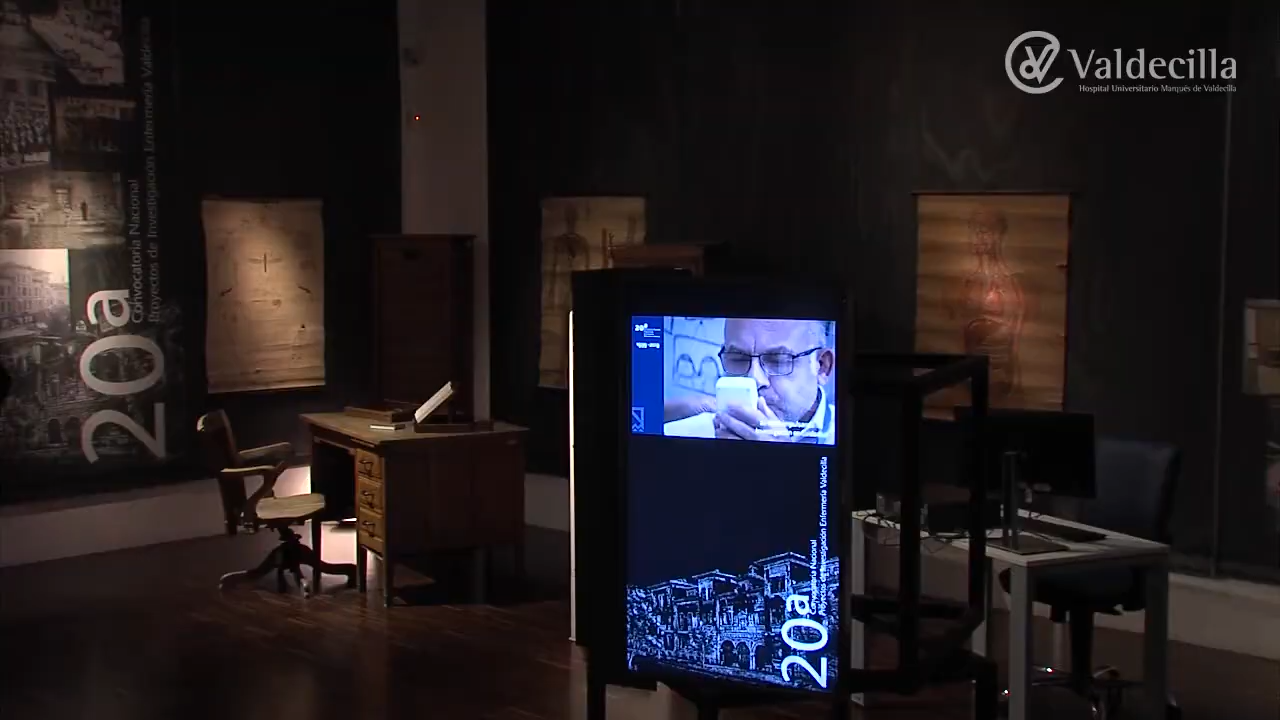 Valdecilla
Hospital Universitario Marqués de Valdecilla
20a
Convocatoria Nacional
Proyectos de Investigación Enfermería Valdecilla
20a
Convocatoria Nacional
Proyectos de Investigación Enfermería Valdecilla